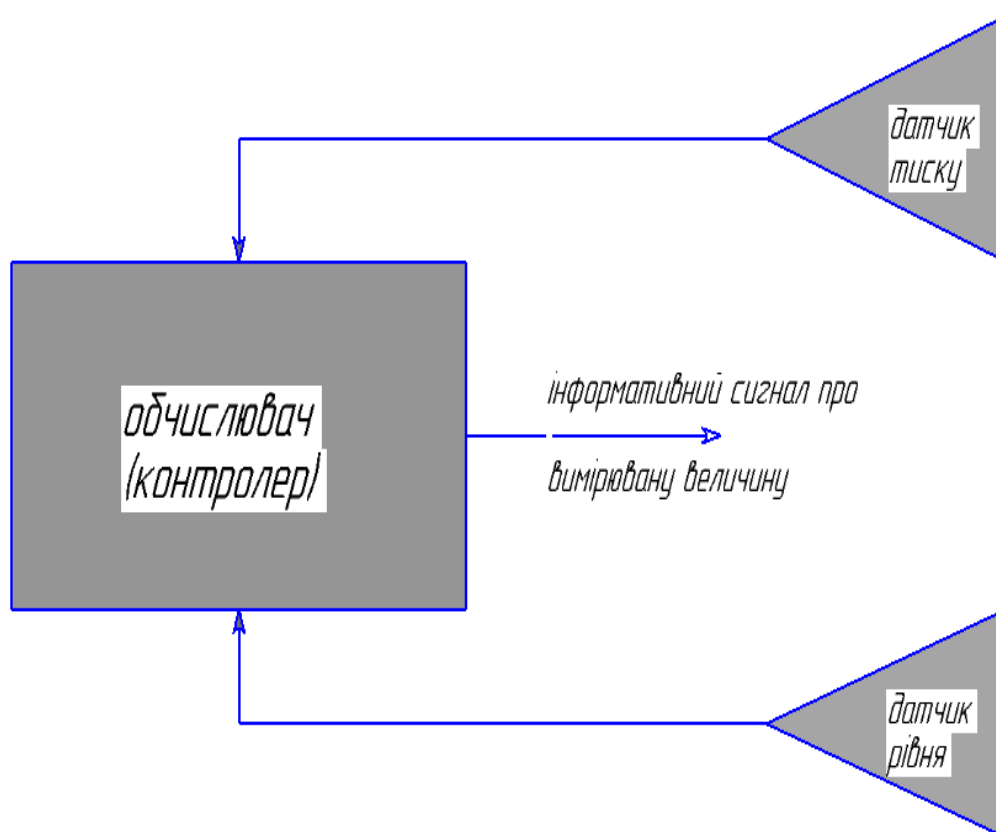 датчик
тиску
обчислювач
(контролер)
інформативний сигнал про
вимірювану величину
датчик
рівня